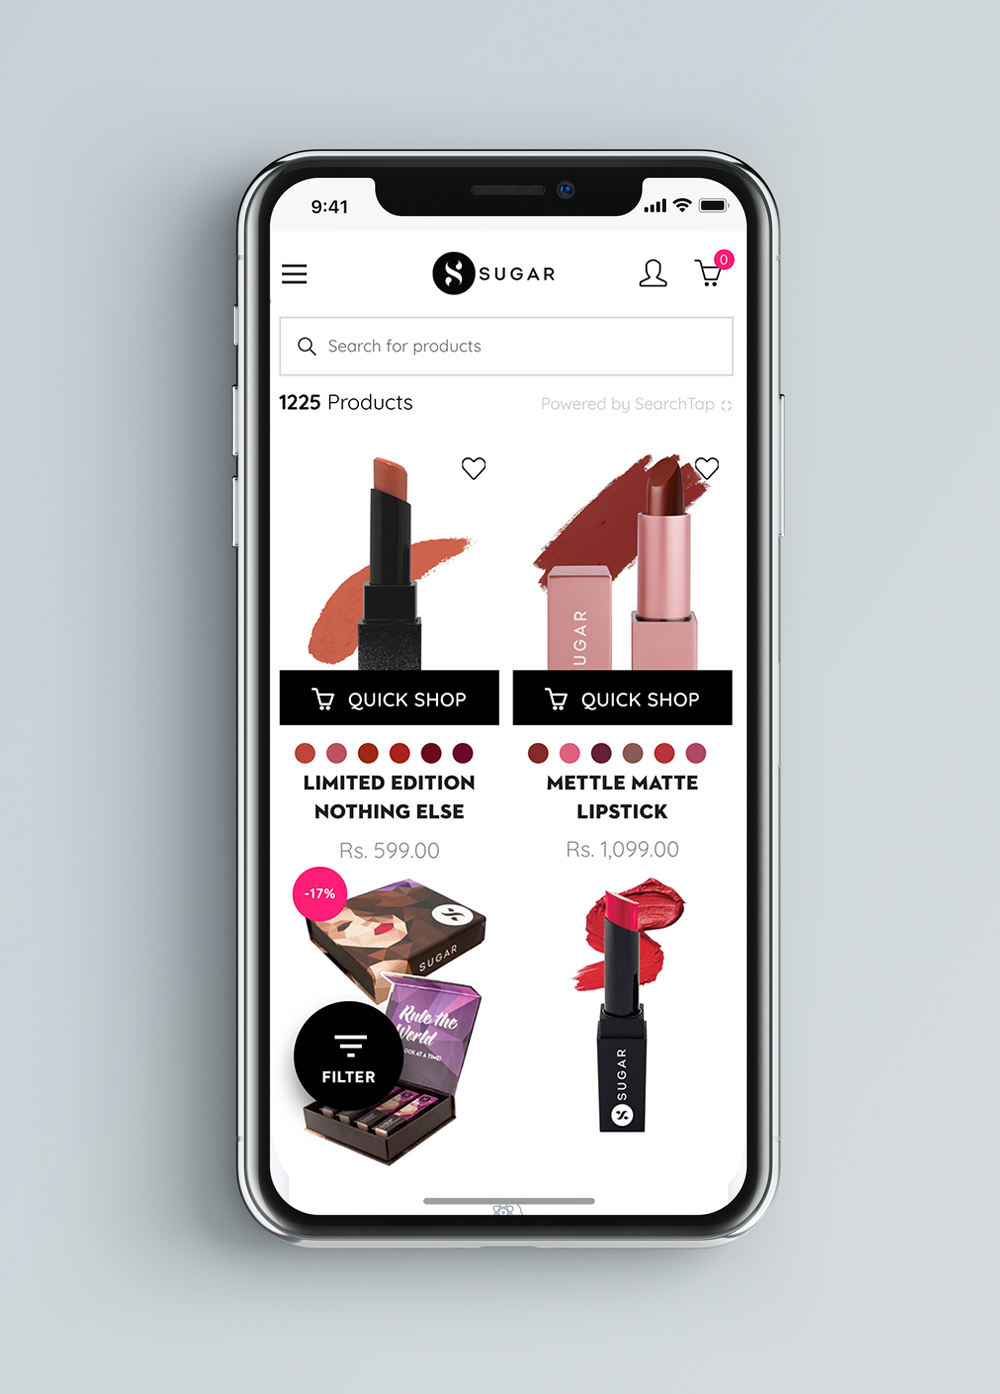 9:41
SUGAR
0
Search for products
1225 Products
Powered by SearchTap
SUGAR
QUICK SHOP
QUICK SHOP
LIMITED EDITION
NOTHING ELSE
METTLE MATTE
LIPSTICK
Rs. 599.00
Rs. 1,099.00
-17%
SUGAR
Rule the
World
LOOK AT A TIME!
FILTER
SUGAR